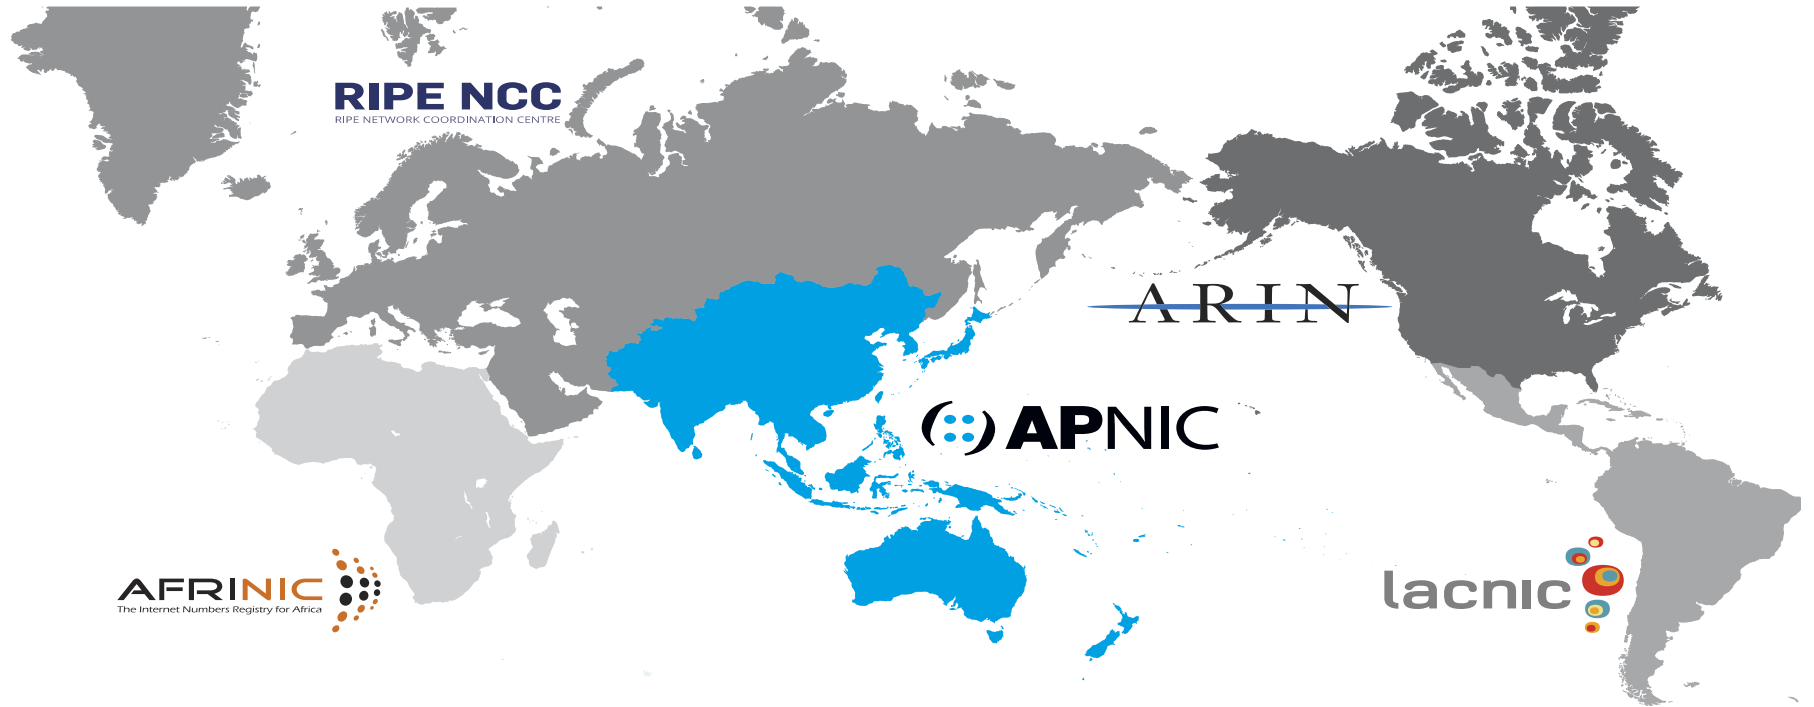 RIPE NCC
RIPE NETWORK COORDINATION CENTRE
ARIN
APNIC
AFRINIC
The Internet Numbers Registry for Africa
lacnic